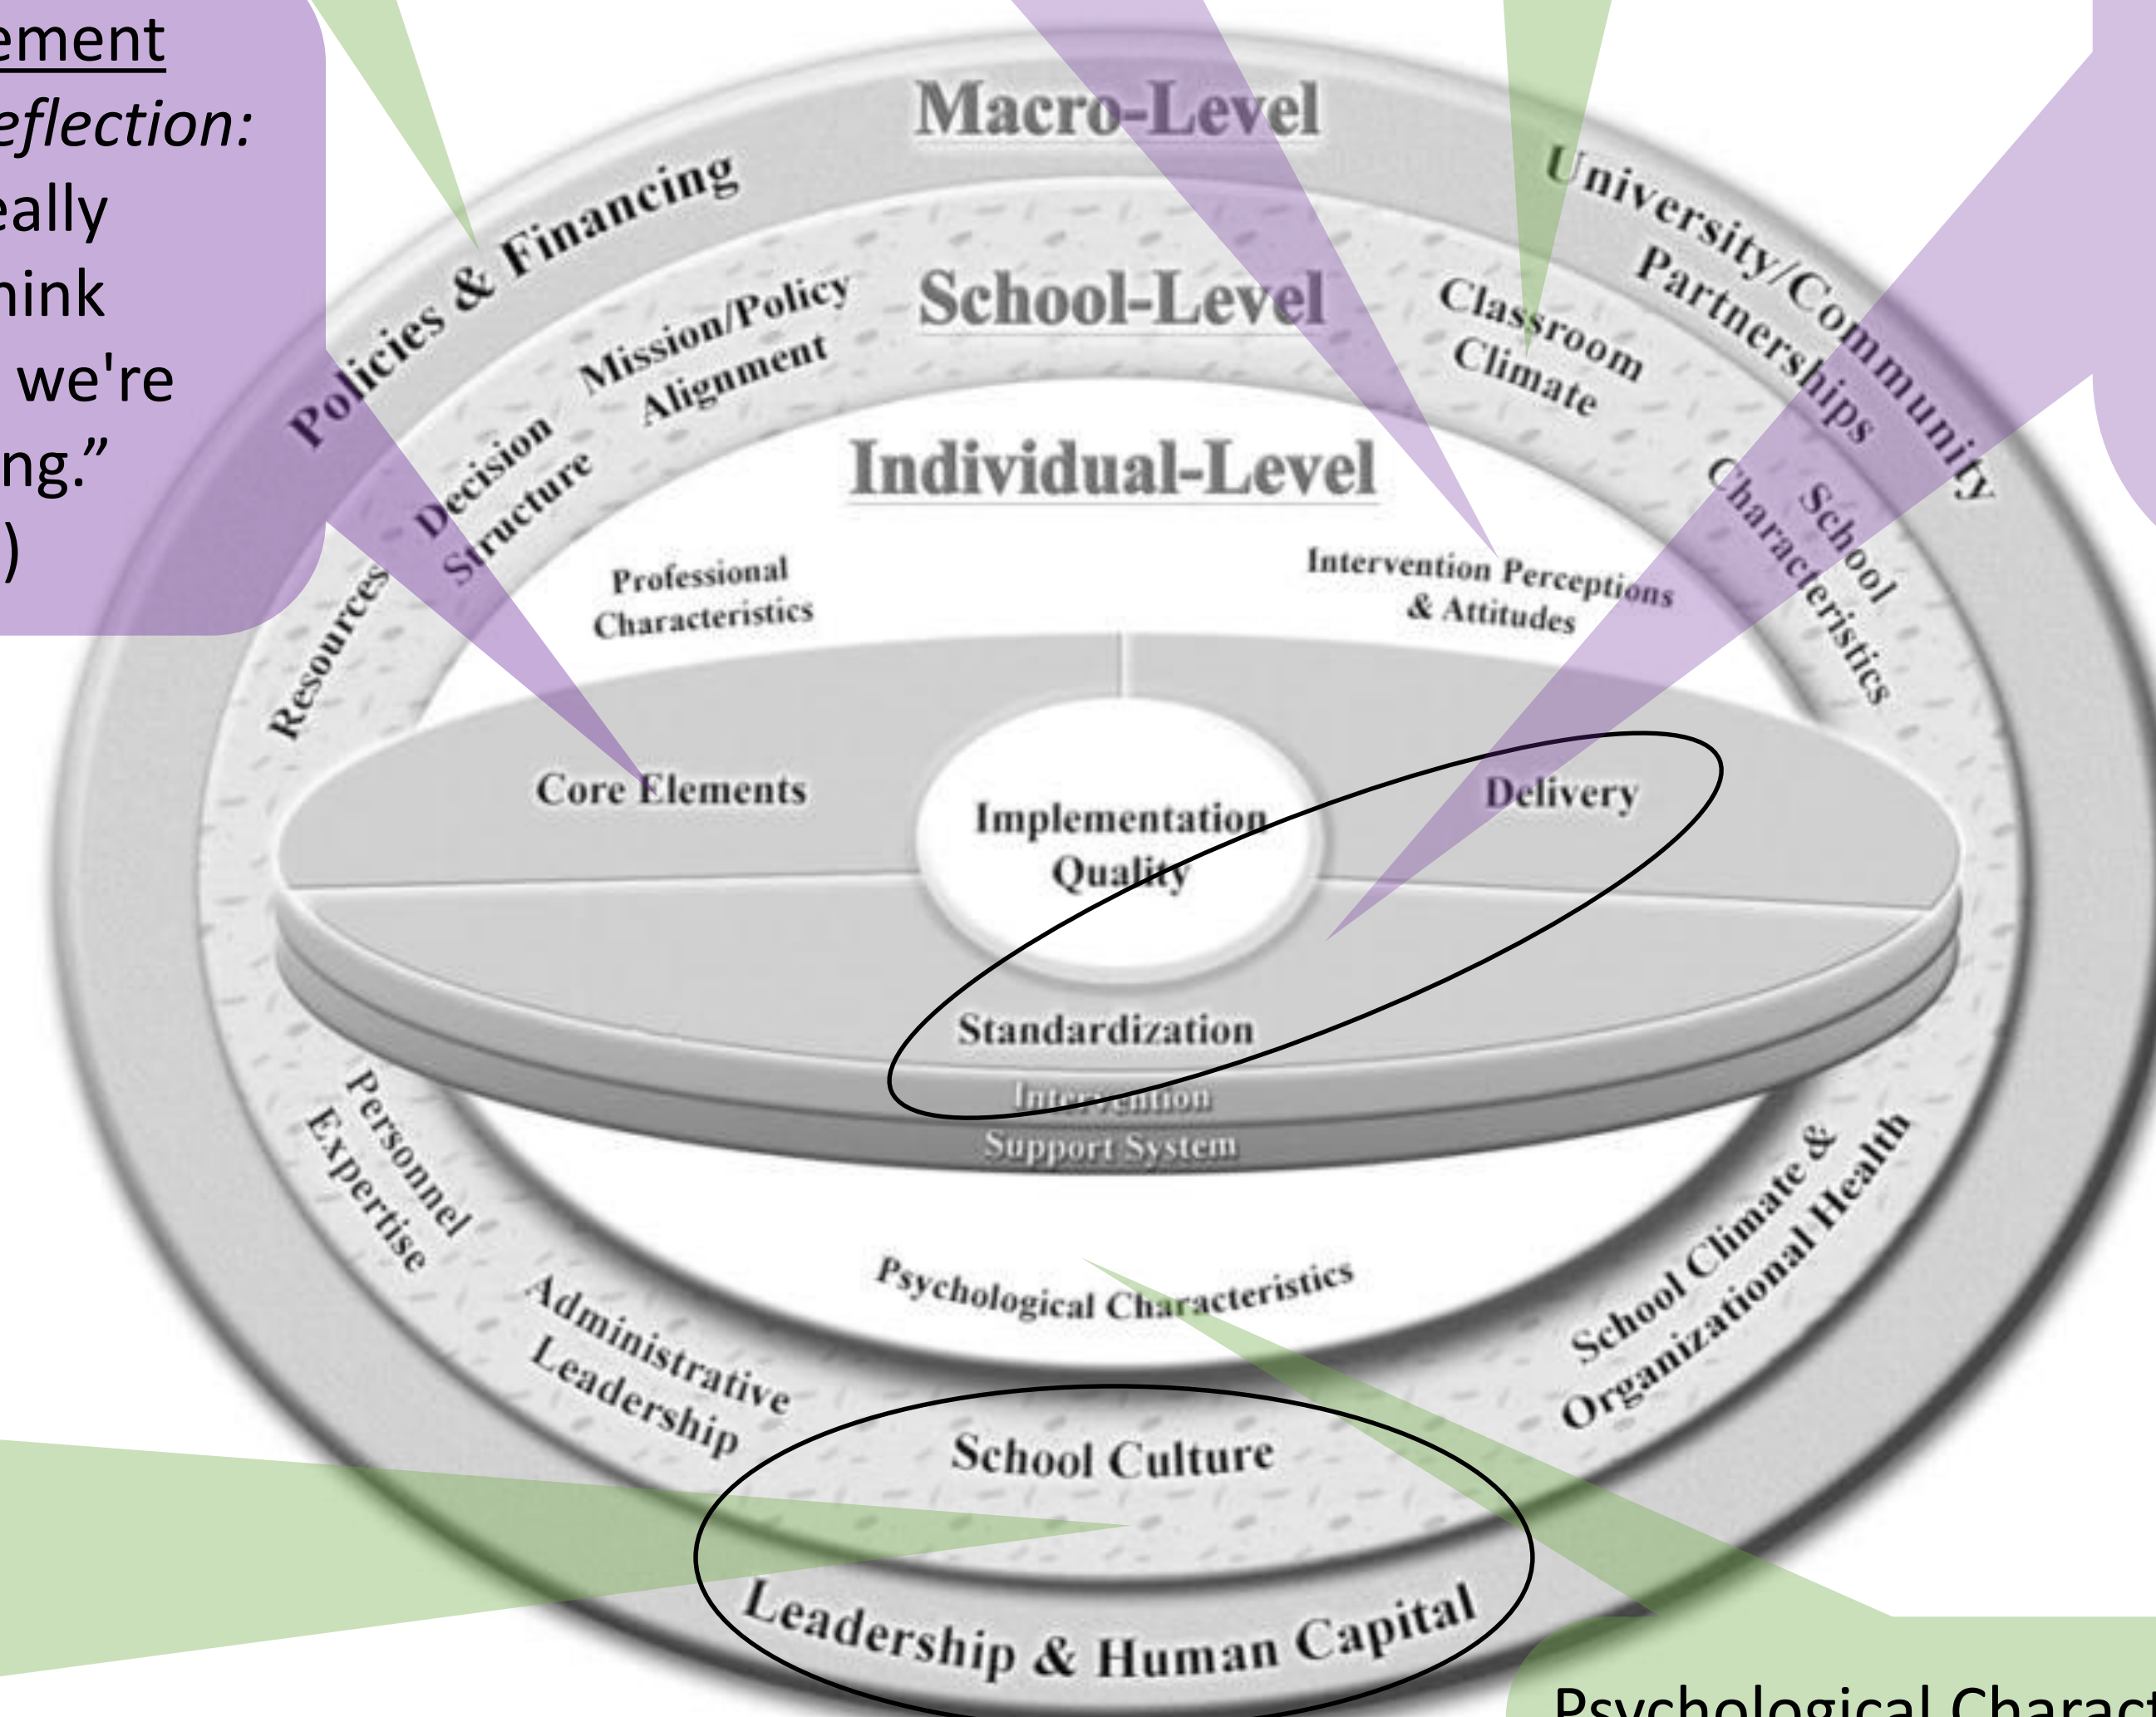 ement
eflection:
eally
hink
we're
ng.”
)
Macro-Level
Policies & Financing
University/Community
Partnerships
School-Level
Mission/Policy
Alignment
Classroom
Climate
Decision
Structure
School
Characteristics
Resources
Individual-Level
Professional
Characteristics
Intervention Perceptions
& Attitudes
Core Elements
Implementation
Quality
Delivery
Standardization
Intervention
Support System
Personnel
Expertise
Psychological Characteristics
School Climate &
Organizational Health
Administrative
Leadership
School Culture
Leadership & Human Capital
Psychological Charact